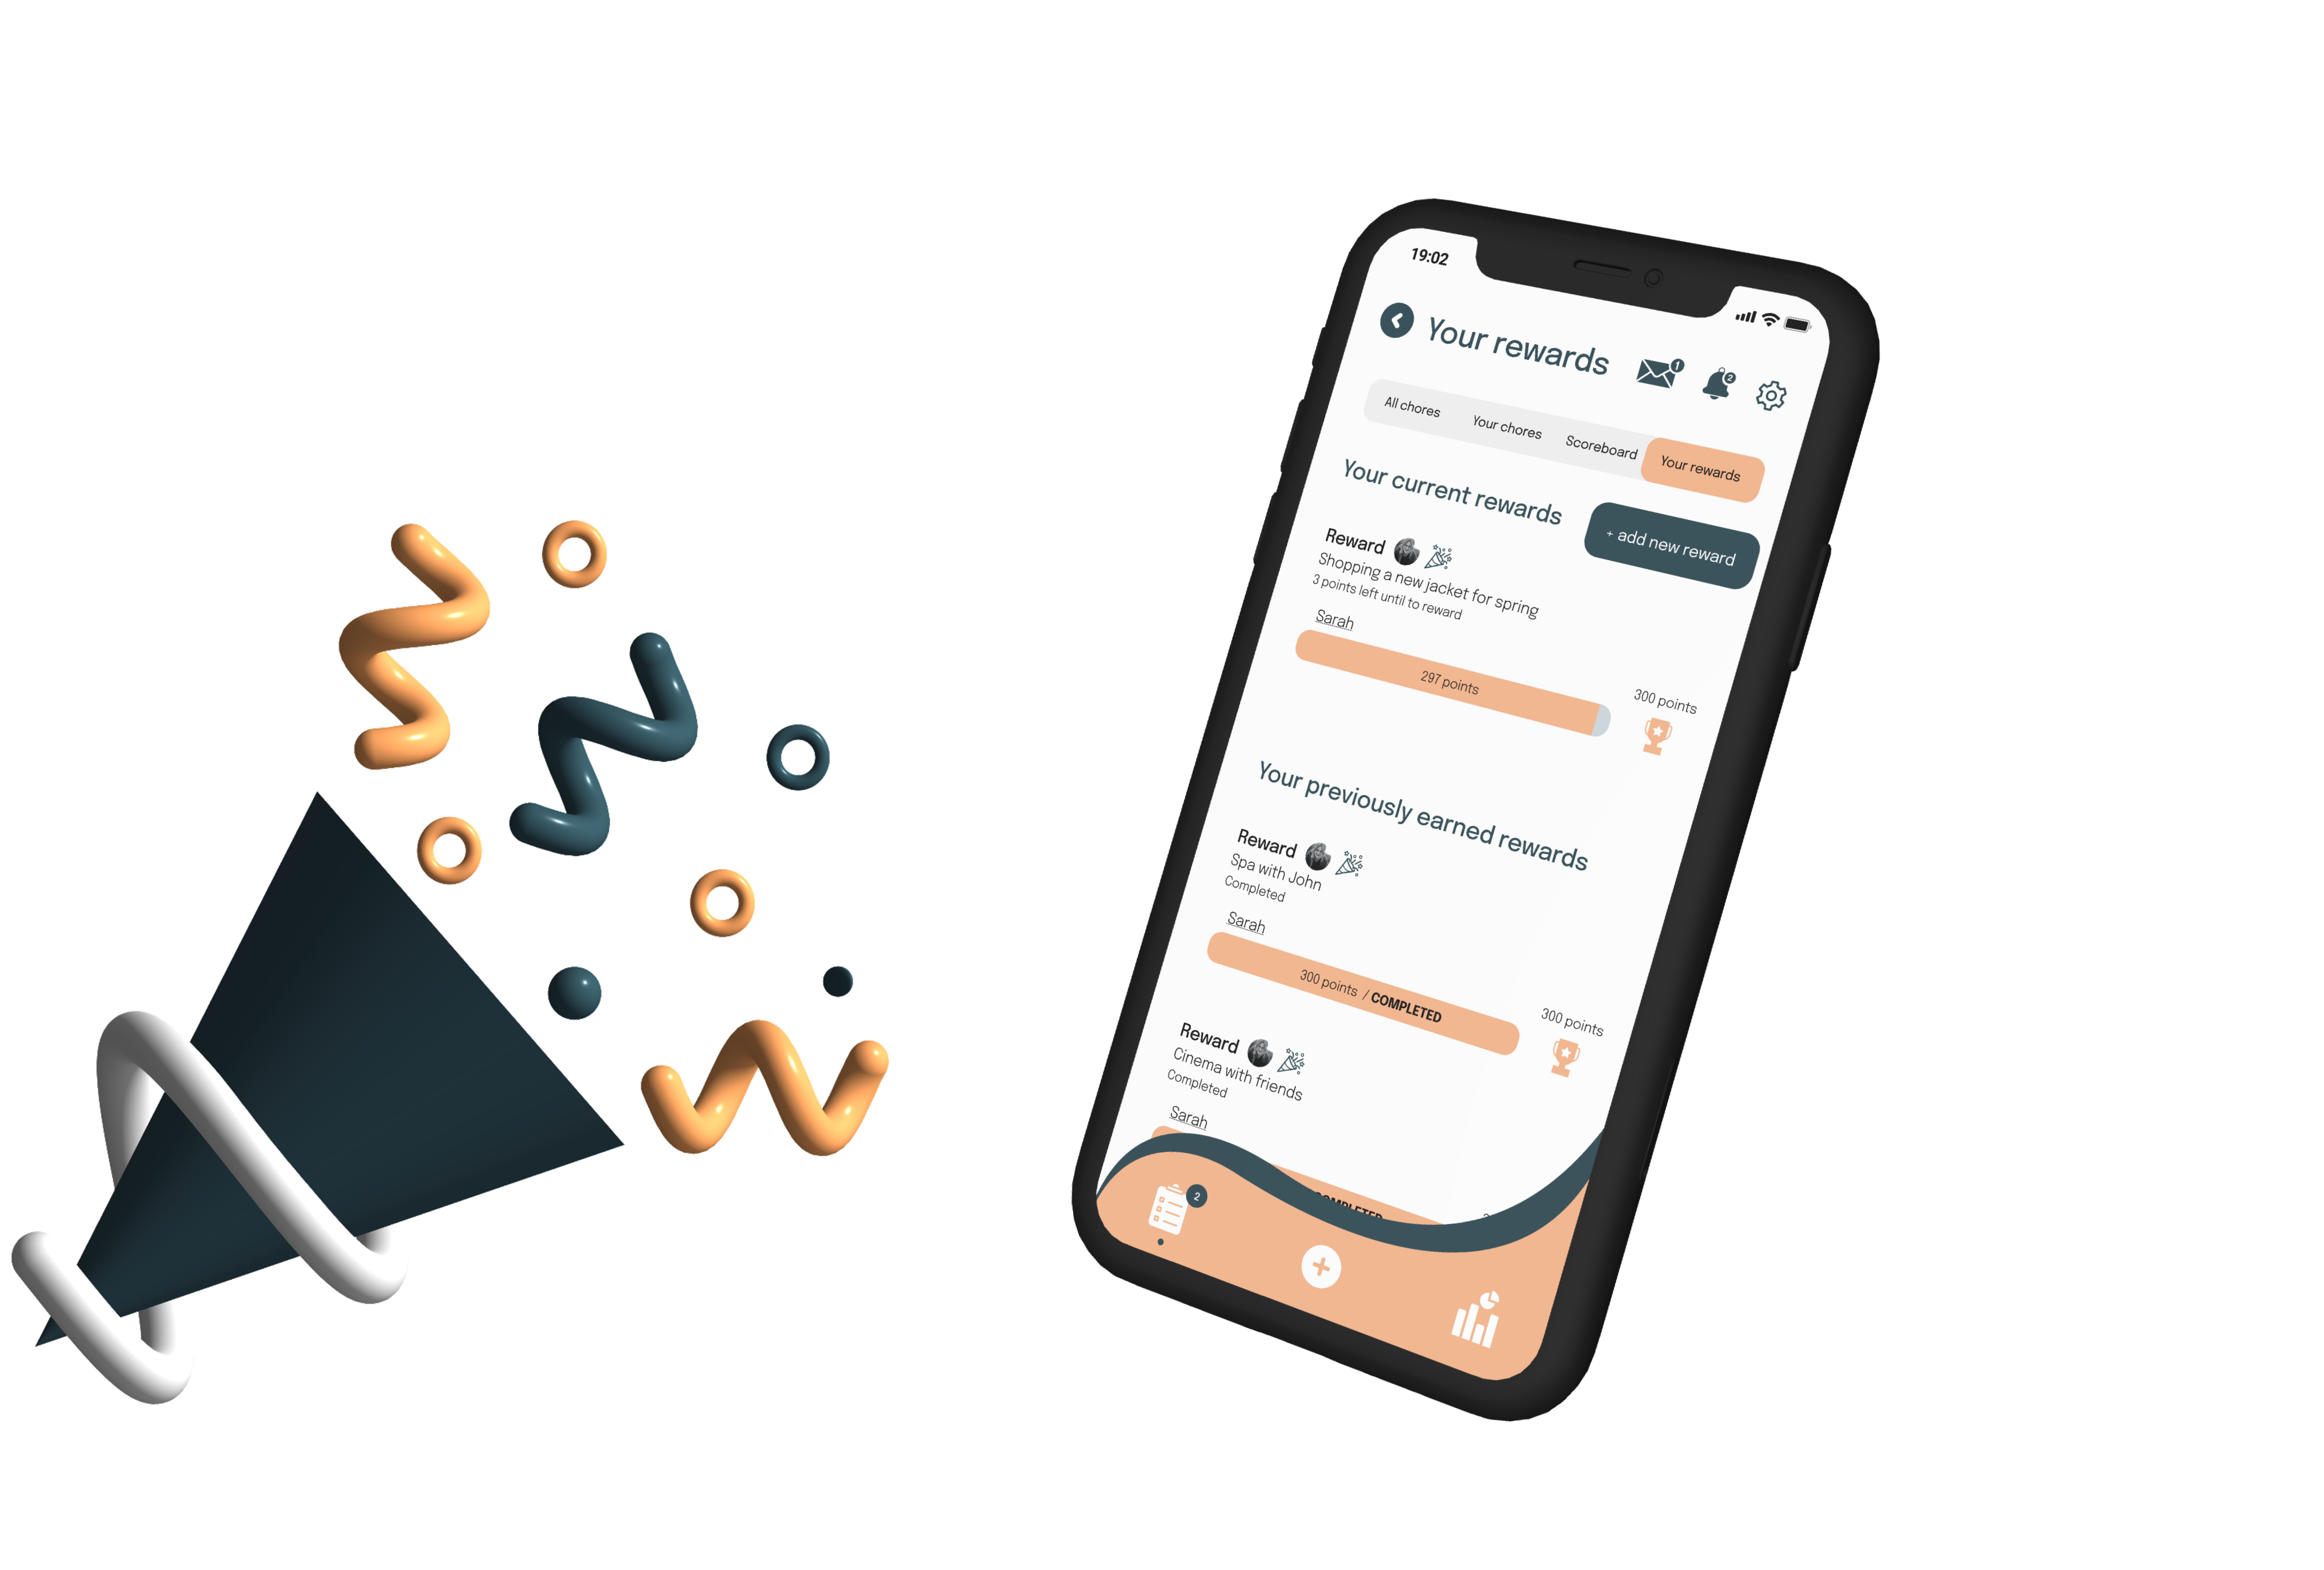 19:02
Your rewards
1
2
All chores
Your chores
Scoreboard
Your rewards
Your current rewards
+ add new reward
Reward
Shopping a new jacket for spring
3 points left until to reward
Sarah
297 points
300 points
Your previously earned rewards
Reward
Spa with John
Completed
Sarah
300 points / COMPLETED
300 points
Reward
Cinema with friends
Completed
Sarah
COMPLETED
2